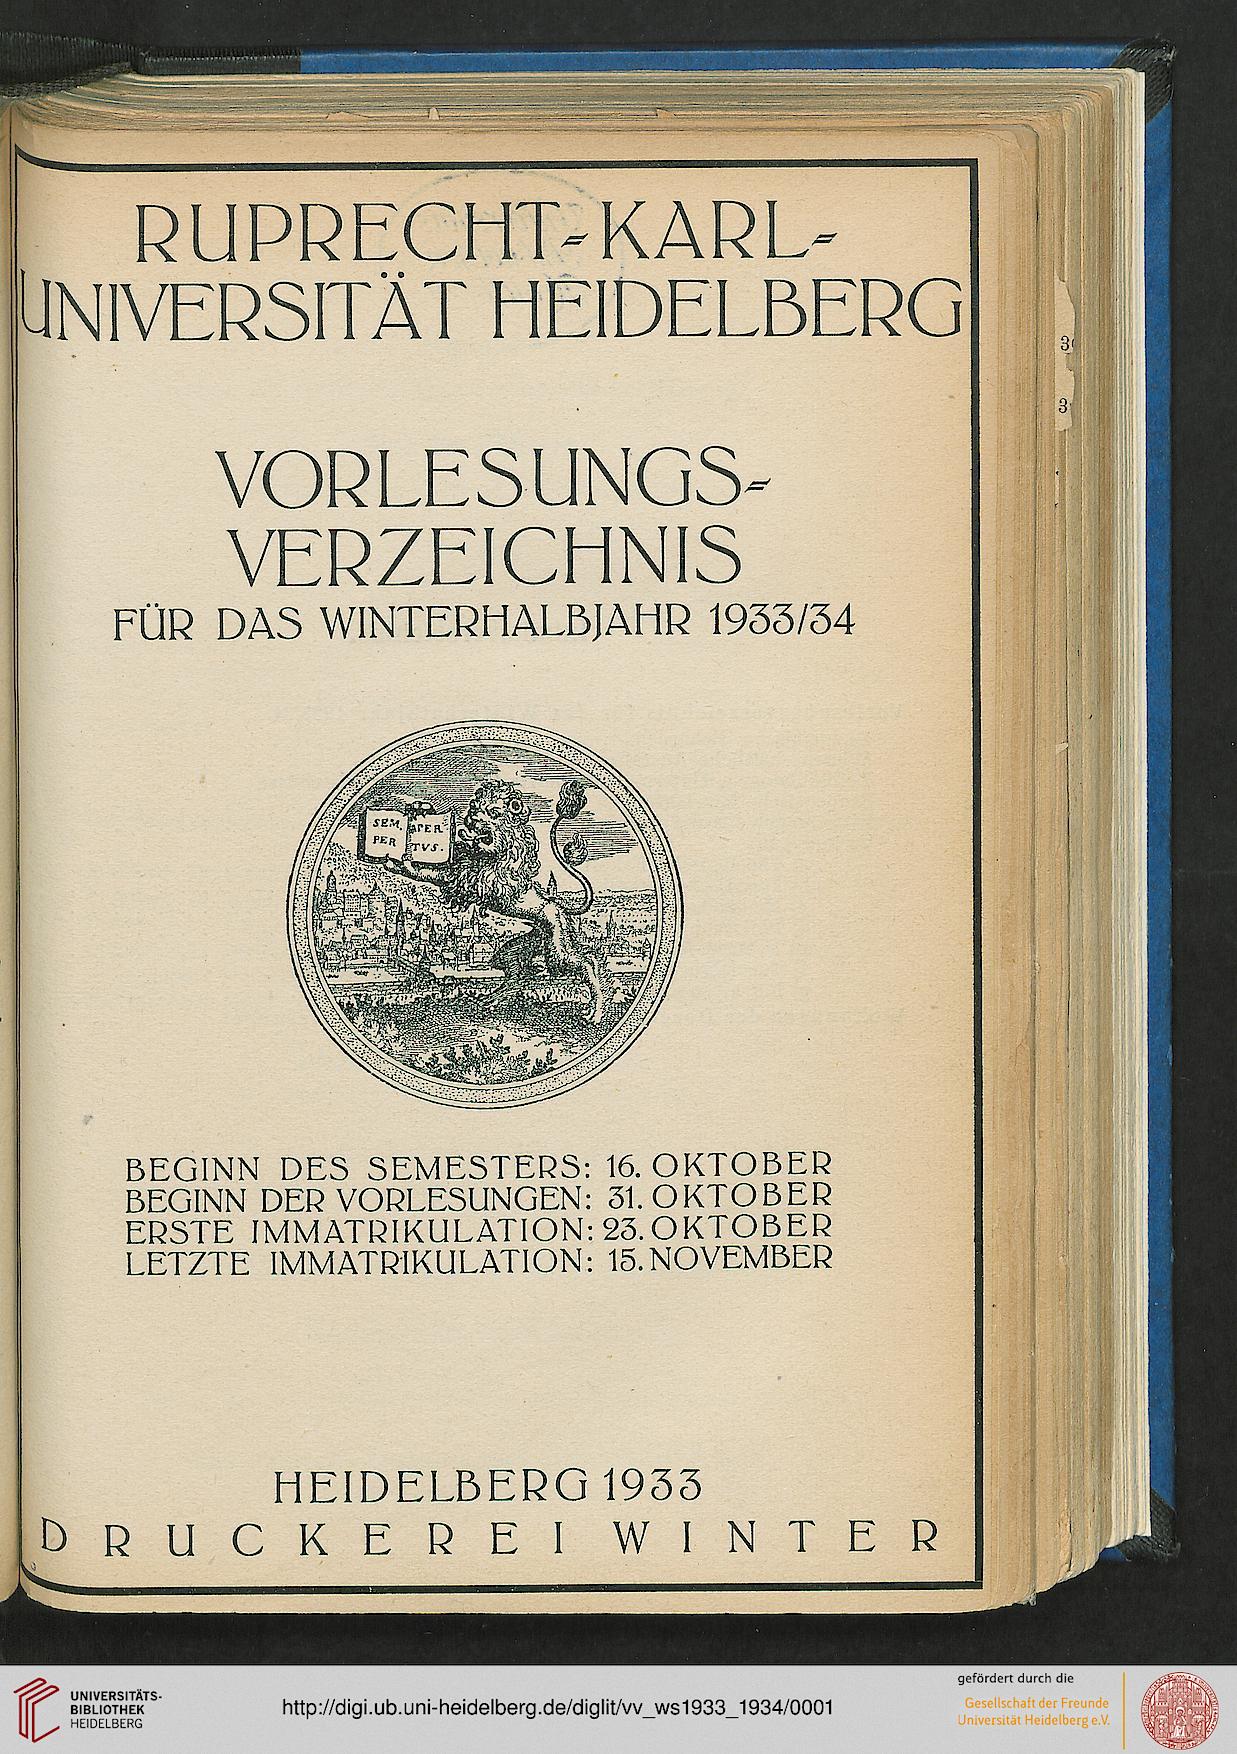 RUPRECHT-KARL-
UNIVERSITÄT HEIDELBERG
VORLESUNGS-
VERZEICHNIS
FÜR DAS WINTERHALBJAHR 1933/34
SEM. APER
PER TVS.
BEGINN DES SEMESTERS: 16. OKTOBER
BEGINN DER VORLESUNGEN: 31. OKTOBER
ERSTE IMMATRIKULATION: 23. OKTOBER
LETZTE IMMATRIKULATION: 15. NOVEMBER
HEIDELBERG 1933
DRUCKEREI WINTER
UNIVERSITÄTS-
BIBLIOTHEK
HEIDELBERG
http://digi.ub.uni-heidelberg.de/diglit/vv_ws1933_1934/0001
gefördert durch die
Gesellschaft der Freunde
Universität Heidelberg e.V.